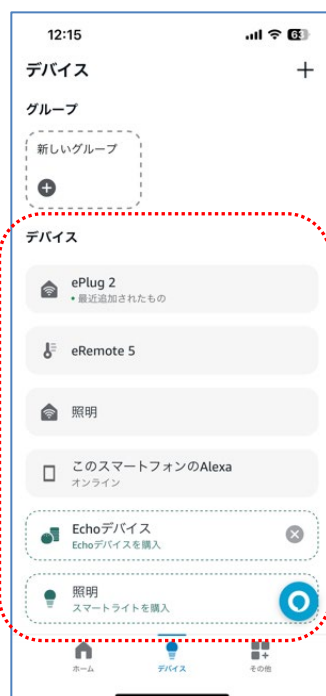 12:15
63
デバイス
グループ
新しいグループ
デバイス
ePlug 2
• 最近追加されたもの
eRemote 5
照明
このスマートフォンのAlexa
オンライン
Echoデバイス
Echoデバイスを購入
照明
スマートライトを購入
ホーム
デバイス
その他